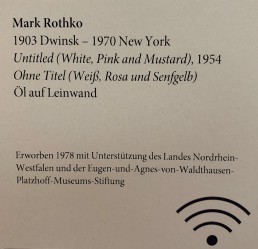 Mark Rothko
1903 Dwinsk – 1970 New York
Untitled (White, Pink and Mustard), 1954
Ohne Titel (Weiß, Rosa und Senfgelb)
Öl auf Leinwand
Erworben 1978 mit Unterstützung des Landes Nordrhein-
Westfalen und der Eugen-und-Agnes-von-Waldthausen-
Platzhoff-Museums-Stiftung